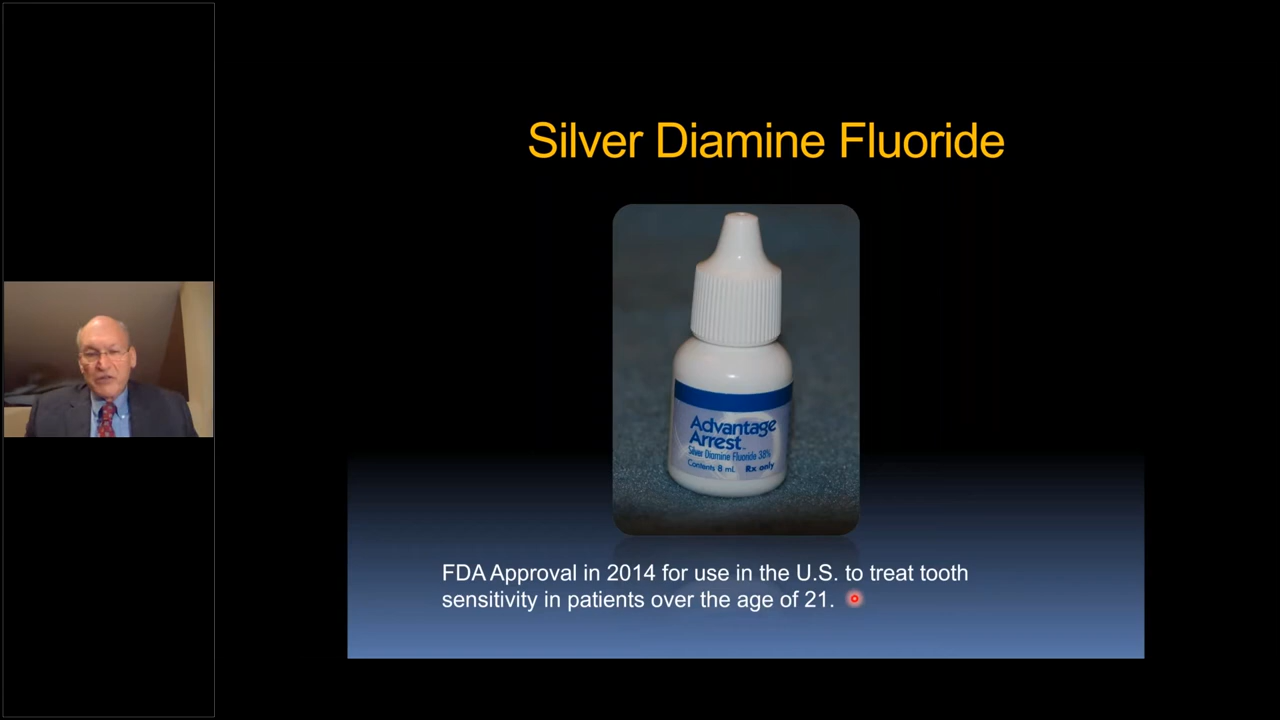 Silver Diamine Fluoride
Advantage
Arrest™
Silver Diamine Fluoride 38%
Contents 8 mL Rx only
FDA Approval in 2014 for use in the U.S. to treat tooth
sensitivity in patients over the age of 21.